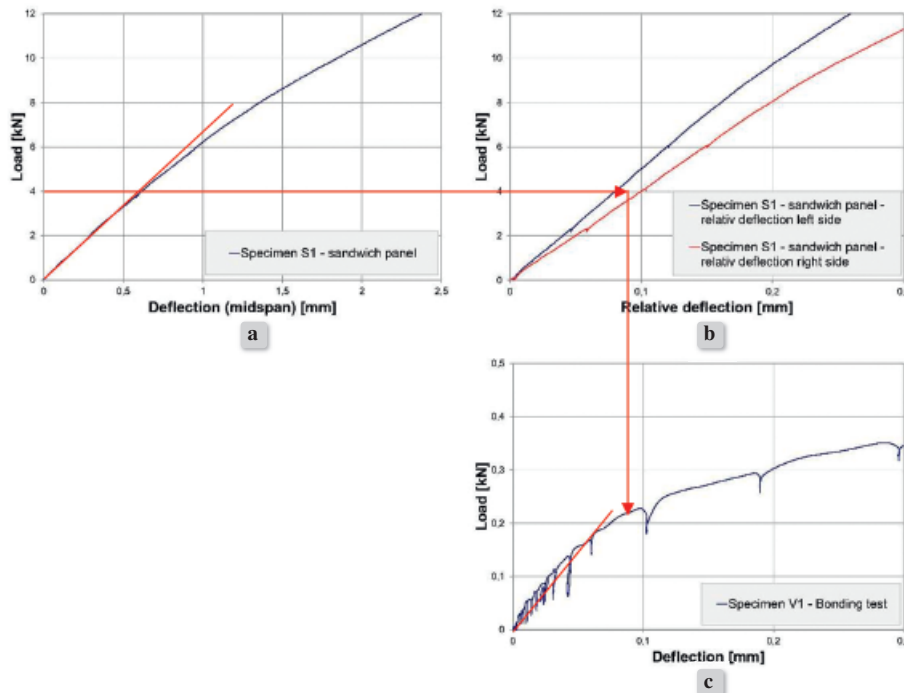 12
10
8
6
4
2
0
Load [kN]
Specimen S1 - sandwich panel
0
0,5
1
1,5
2
2,5
Deflection (midspan) [mm]
a
12
10
8
6
4
2
0
Load [kN]
Specimen S1 - sandwich panel -
relativ deflection left side
Specimen S1 - sandwich panel -
relativ deflection right side
0
0,1
0,2
Relative deflection [mm]
b
0,5
0,4
0,3
0,2
0,1
0
Load [kN]
Specimen V1 - Bonding test
0
0,1
0,2
Deflection [mm]
c